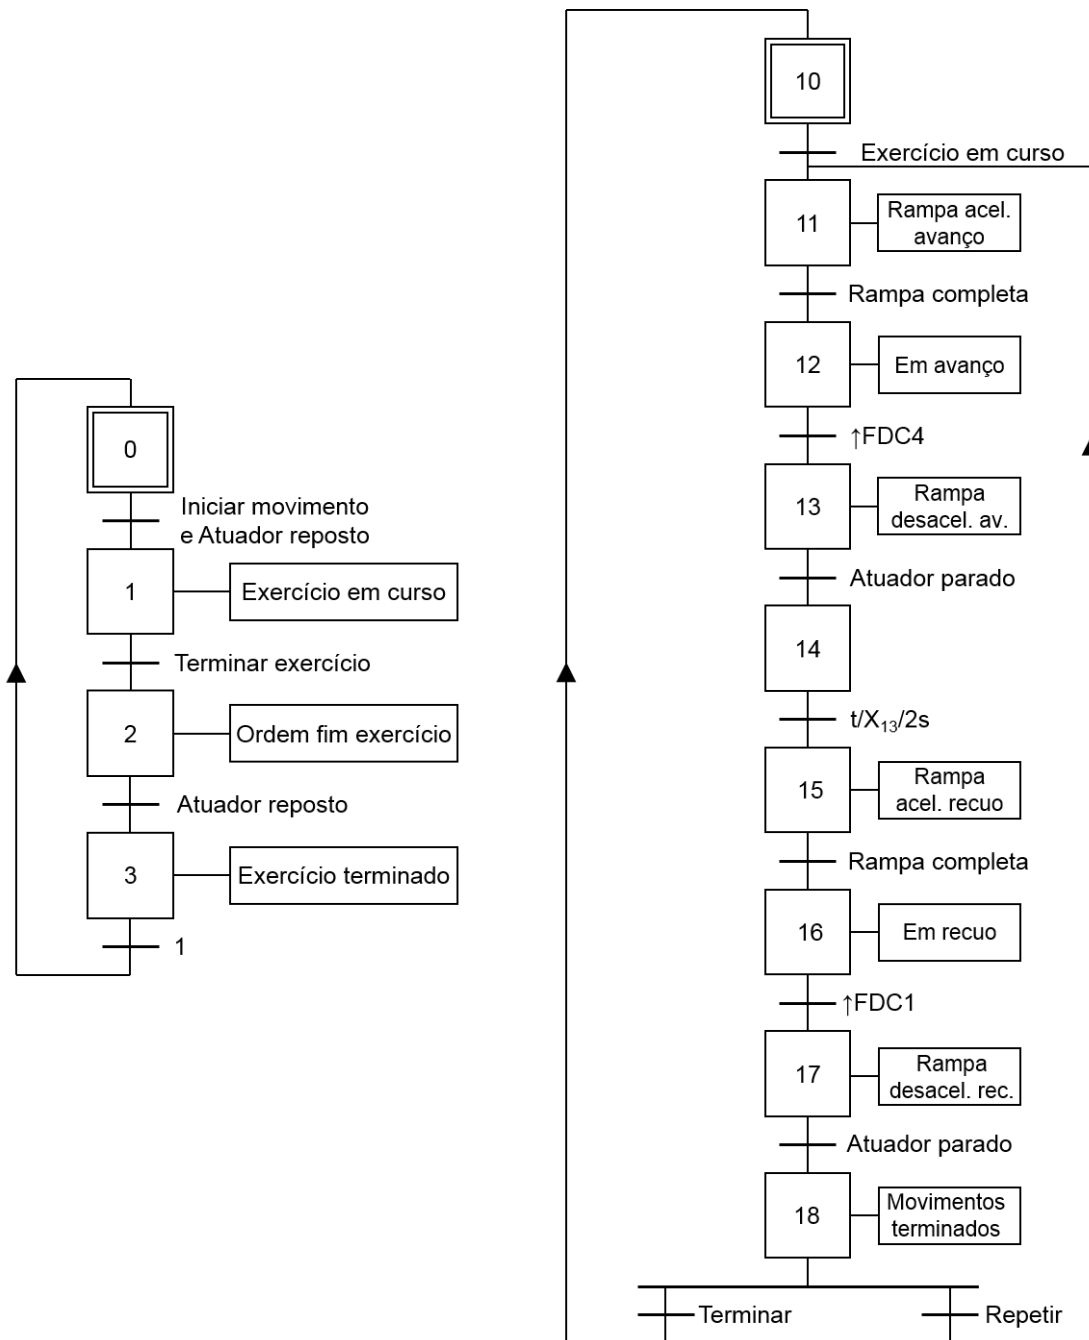 0
Iniciar movimento
e Atuador reposto
1
Exercício em curso
Terminar exercício
2
Ordem fim exercício
Atuador reposto
3
Exercício terminado
1
10
Exercício em curso
11
Rampa acel.
avanço
Rampa completa
12
Em avanço
↑FDC4
13
Rampa
desacel. av.
Atuador parado
14
t/X₁₃/2s
15
Rampa
acel. recuo
Rampa completa
16
Em recuo
↑FDC1
17
Rampa
desacel. rec.
Atuador parado
18
Movimentos
terminados
Terminar
Repetir